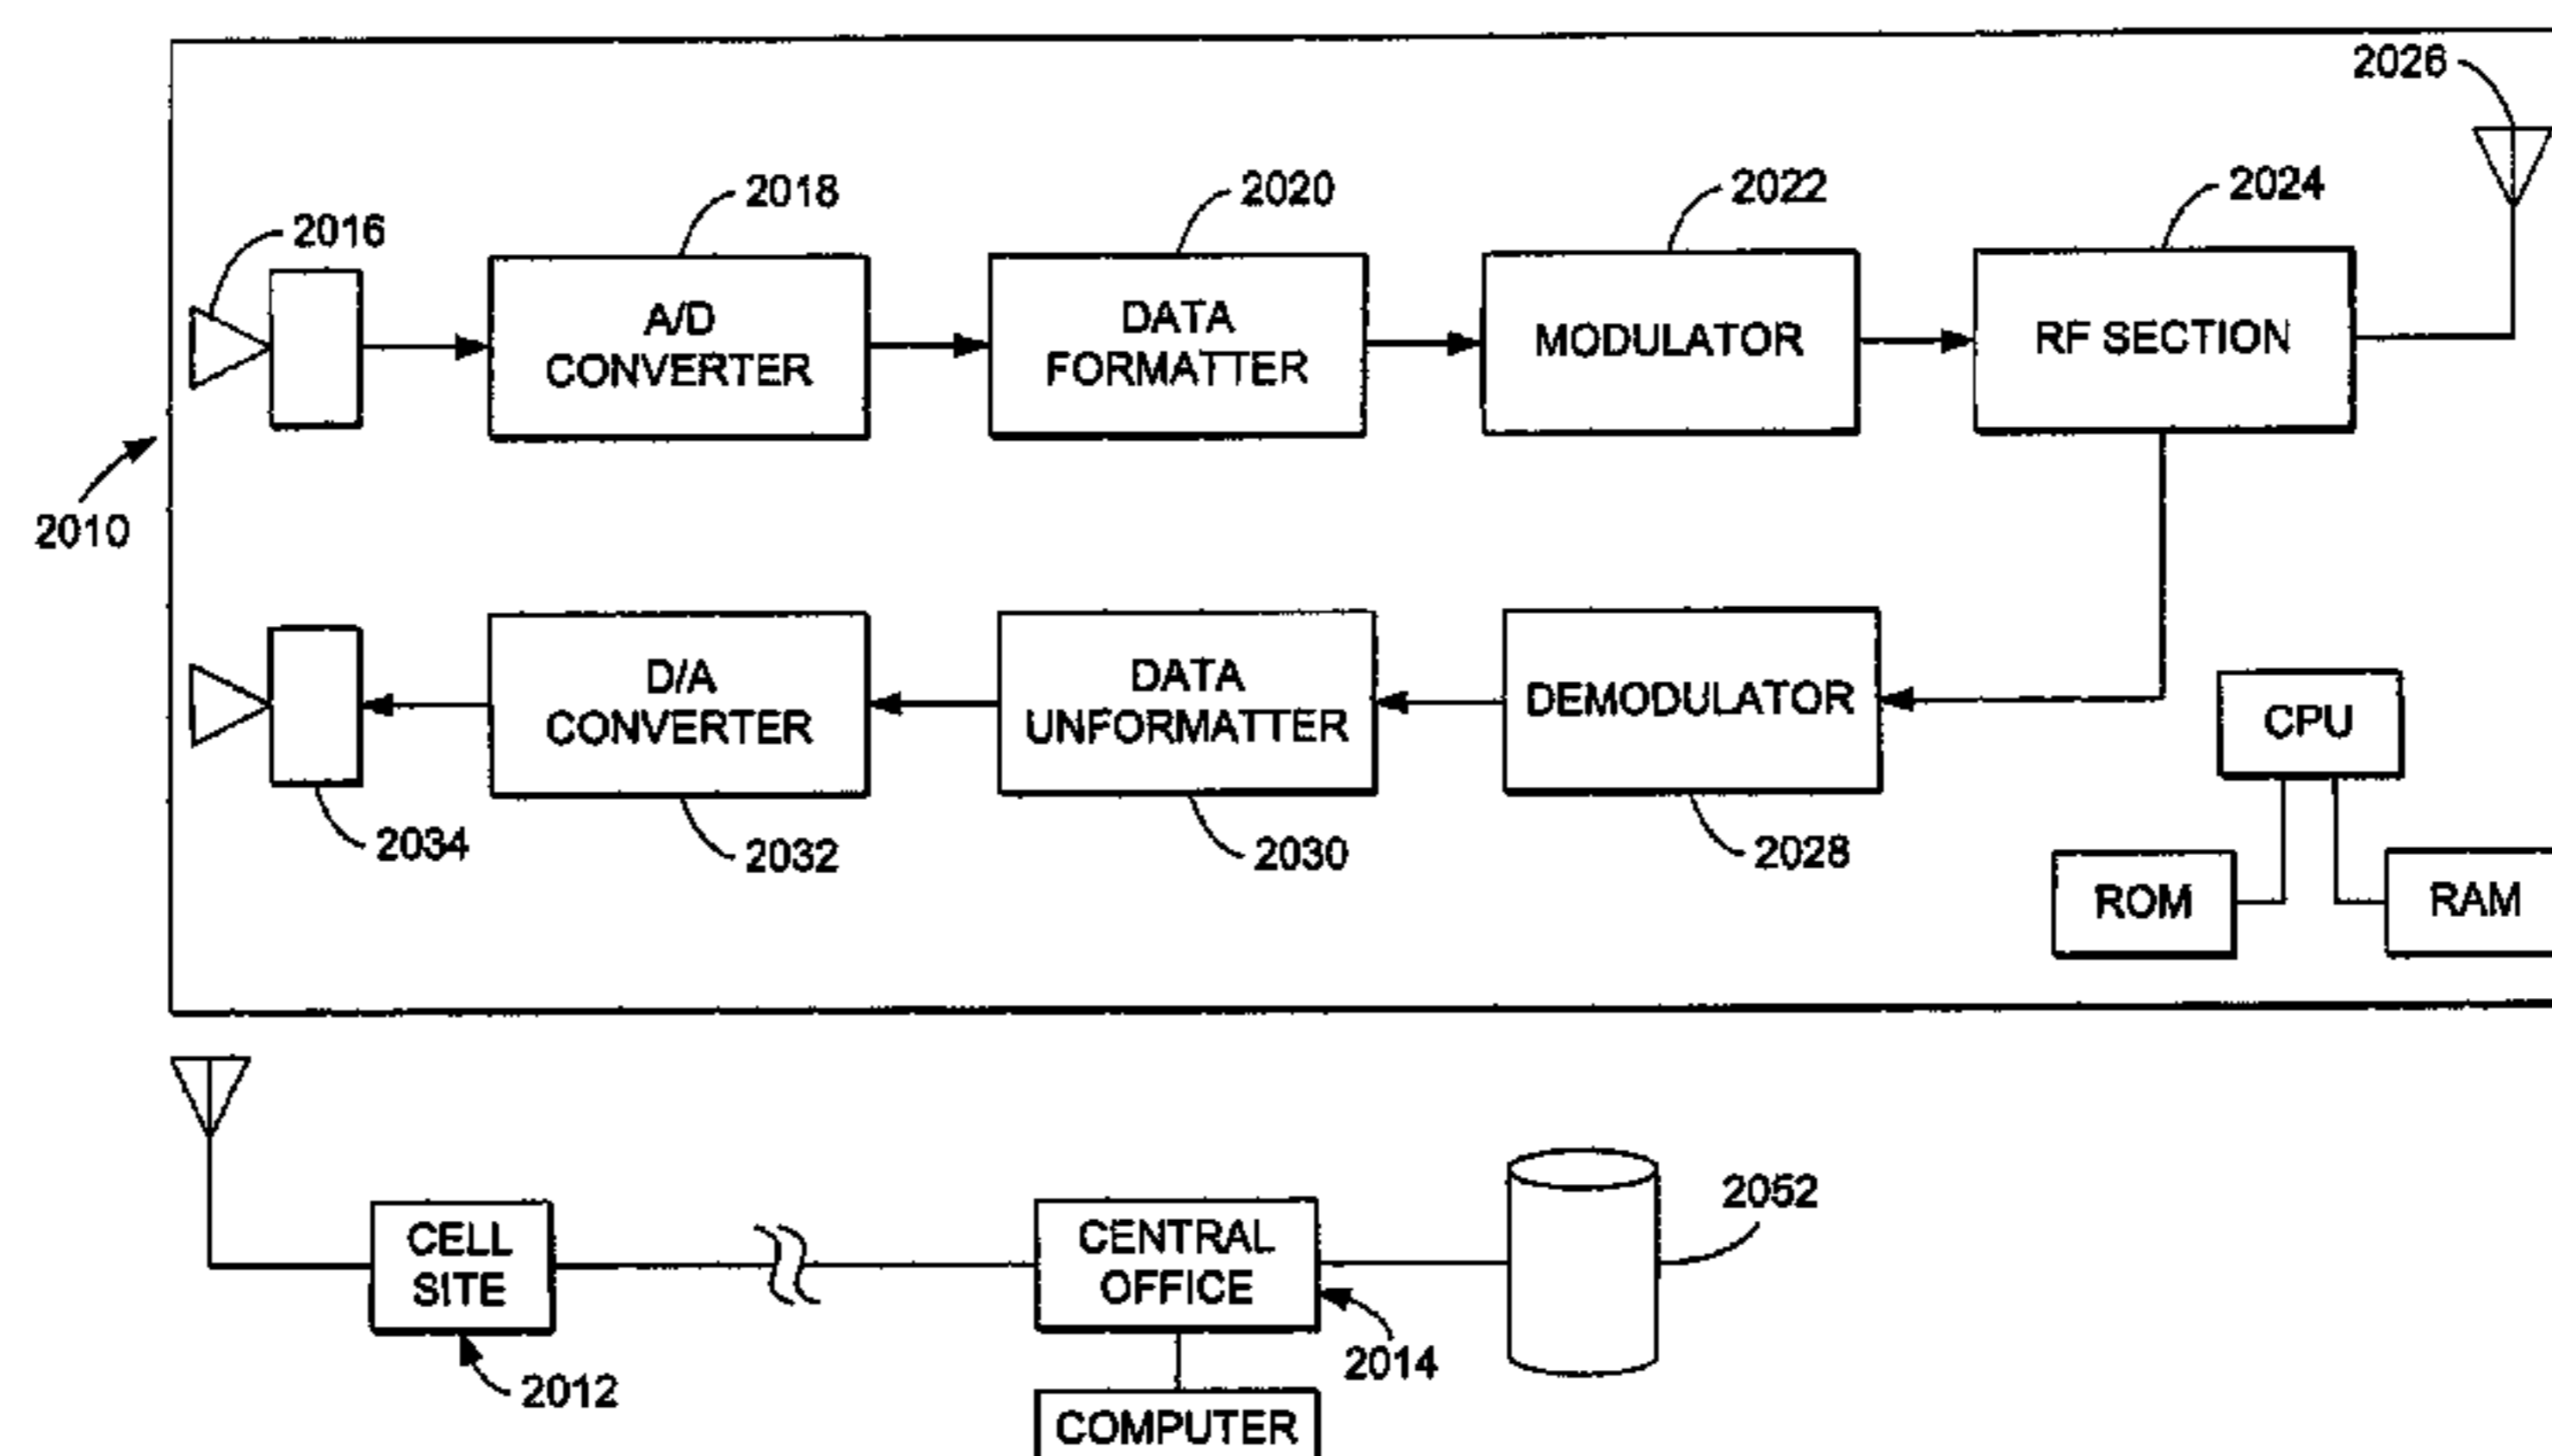 2026
2016
2018
2020
2022
2024
A/D
CONVERTER
DATA
FORMATTER
MODULATOR
RF SECTION
2010
D/A
CONVERTER
DATA
UNFORMATTER
DEMODULATOR
CPU
2034
2032
2030
2028
ROM
RAM
CELL
SITE
CENTRAL
OFFICE
2052
2014
2012
COMPUTER